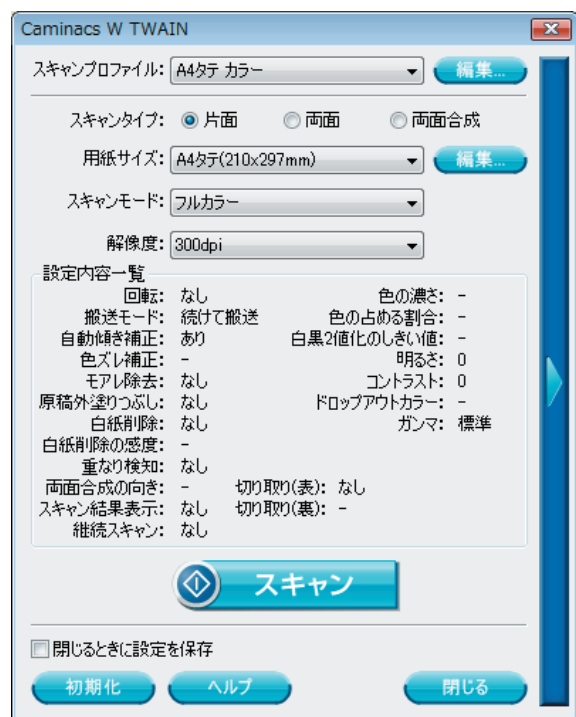 Caminacs W TWAIN
スキャンプロファイル: A4タテ カラー 編集...
スキャンタイプ: 片面 両面 両面合成
用紙サイズ: A4タテ(210x297mm) 編集...
スキャンモード: フルカラー
解像度: 300dpi
設定内容一覧
回転: なし 色の濃さ: -
搬送モード: 続けて搬送 色の占める割合: -
自動傾き補正: あり 白黒2値化のしきい値: -
色ズレ補正: - 明るさ: 0
モアレ除去: なし コントラスト: 0
原稿外塗りつぶし: なし ドロップアウトカラー: -
白紙削除: なし ガンマ: 標準
白紙削除の感度: -
重なり検知: なし
両面合成の向き: - 切り取り(表): なし
スキャン結果表示: なし 切り取り(裏): -
継続スキャン: なし
スキャン
閉じるときに設定を保存
初期化 ヘルプ 閉じる